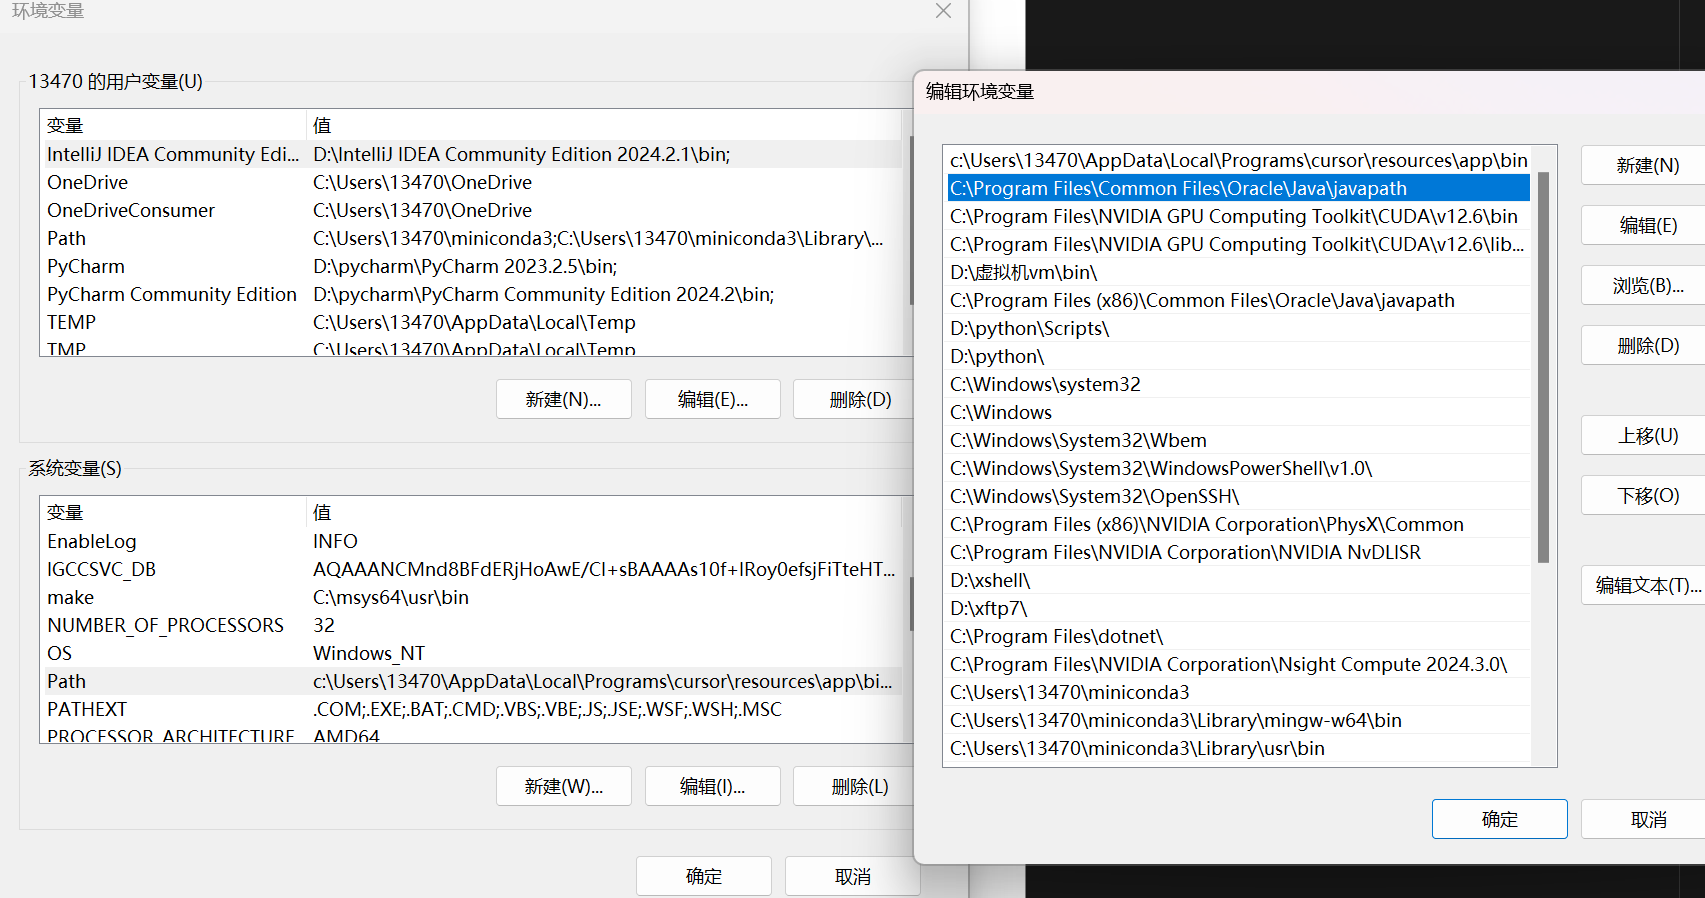 环境变量
13470 的用户变量(U)
变量 值
IntelliJ IDEA Community Edi... D:\IntelliJ IDEA Community Edition 2024.2.1\bin;
OneDrive C:\Users\13470\OneDrive
OneDriveConsumer C:\Users\13470\OneDrive
Path C:\Users\13470\miniconda3;C:\Users\13470\miniconda3\Library\...
PyCharm D:\pycharm\PyCharm 2023.2.5\bin;
PyCharm Community Edition D:\pycharm\PyCharm Community Edition 2024.2\bin;
TEMP C:\Users\13470\AppData\Local\Temp
TMP C:\Users\13470\AppData\Local\Temp
新建(N)... 编辑(E)... 删除(D)
系统变量(S)
变量 值
EnableLog INFO
IGCCSVC_DB AQAAANCMnd8BFdERjHoAwE/Cl+sBAAAAs10f+IRoy0efsjFiTteHT...
make C:\msys64\usr\bin
NUMBER_OF_PROCESSORS 32
OS Windows_NT
Path c:\Users\13470\AppData\Local\Programs\cursor\resources\app\bi...
PATHEXT .COM;.EXE;.BAT;.CMD;.VBS;.VBE;.JS;.JSE;.WSF;.WSH;.MSC
PROCESSOR_ARCHITECTURE AMD64
新建(W)... 编辑(I)... 删除(L)
确定 取消
编辑环境变量
c:\Users\13470\AppData\Local\Programs\cursor\resources\app\bin
C:\Program Files\Common Files\Oracle\Java\javapath
C:\Program Files\NVIDIA GPU Computing Toolkit\CUDA\v12.6\bin
C:\Program Files\NVIDIA GPU Computing Toolkit\CUDA\v12.6\lib...
D:\虚拟机vm\bin\
C:\Program Files (x86)\Common Files\Oracle\Java\javapath
D:\python\Scripts\
D:\python\
C:\Windows\system32
C:\Windows
C:\Windows\System32\Wbem
C:\Windows\System32\WindowsPowerShell\v1.0\
C:\Windows\System32\OpenSSH\
C:\Program Files (x86)\NVIDIA Corporation\PhysX\Common
C:\Program Files\NVIDIA Corporation\NVIDIA NvDLISR
D:\xshell\
D:\xftp7\
C:\Program Files\dotnet\
C:\Program Files\NVIDIA Corporation\Nsight Compute 2024.3.0\
C:\Users\13470\miniconda3
C:\Users\13470\miniconda3\Library\mingw-w64\bin
C:\Users\13470\miniconda3\Library\usr\bin
新建(N)
编辑(E)
浏览(B)...
删除(D)
上移(U)
下移(O)
编辑文本(T)...
确定 取消